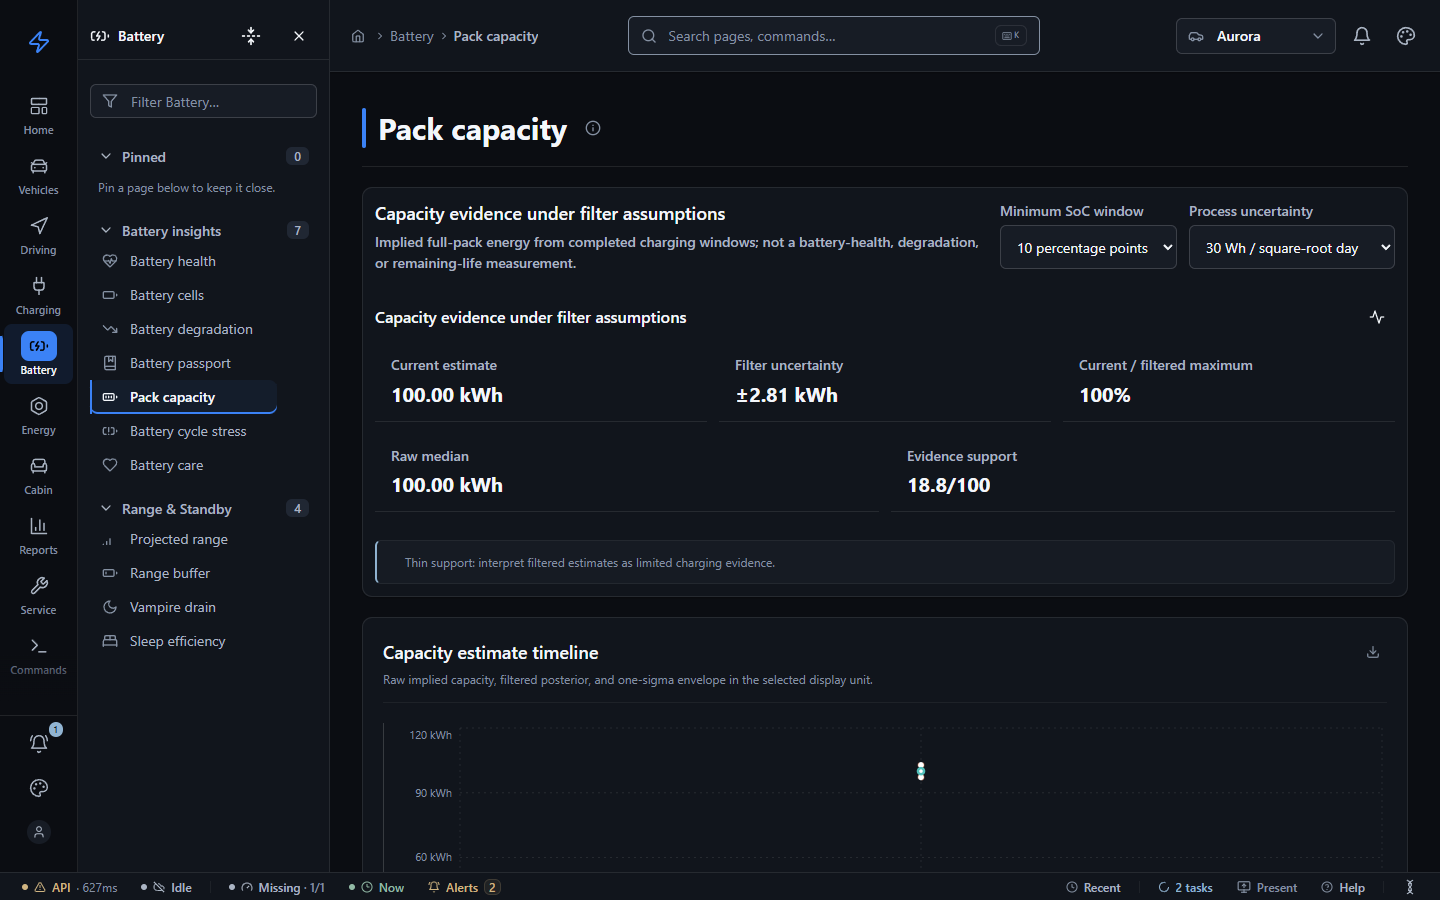 Home
Vehicles
Driving
Charging
Battery
Energy
Cabin
Reports
Service
Commands
1
Battery
Filter Battery...
Pinned 0
Pin a page below to keep it close.
Battery insights 7
Battery health
Battery cells
Battery degradation
Battery passport
Pack capacity
Battery cycle stress
Battery care
Range & Standby 4
Projected range
Range buffer
Vampire drain
Sleep efficiency
Battery Pack capacity
Search pages, commands... K
Aurora
Pack capacity
Capacity evidence under filter assumptions
Implied full-pack energy from completed charging windows; not a battery-health, degradation,
or remaining-life measurement.
Minimum SoC window
10 percentage points
Process uncertainty
30 Wh / square-root day
Capacity evidence under filter assumptions
Current estimate
100.00 kWh
Filter uncertainty
±2.81 kWh
Current / filtered maximum
100%
Raw median
100.00 kWh
Evidence support
18.8/100
Thin support: interpret filtered estimates as limited charging evidence.
Capacity estimate timeline
Raw implied capacity, filtered posterior, and one-sigma envelope in the selected display unit.
120 kWh
90 kWh
60 kWh
API · 627ms Idle Missing · 1/1 Now Alerts 2 Recent 2 tasks Present Help